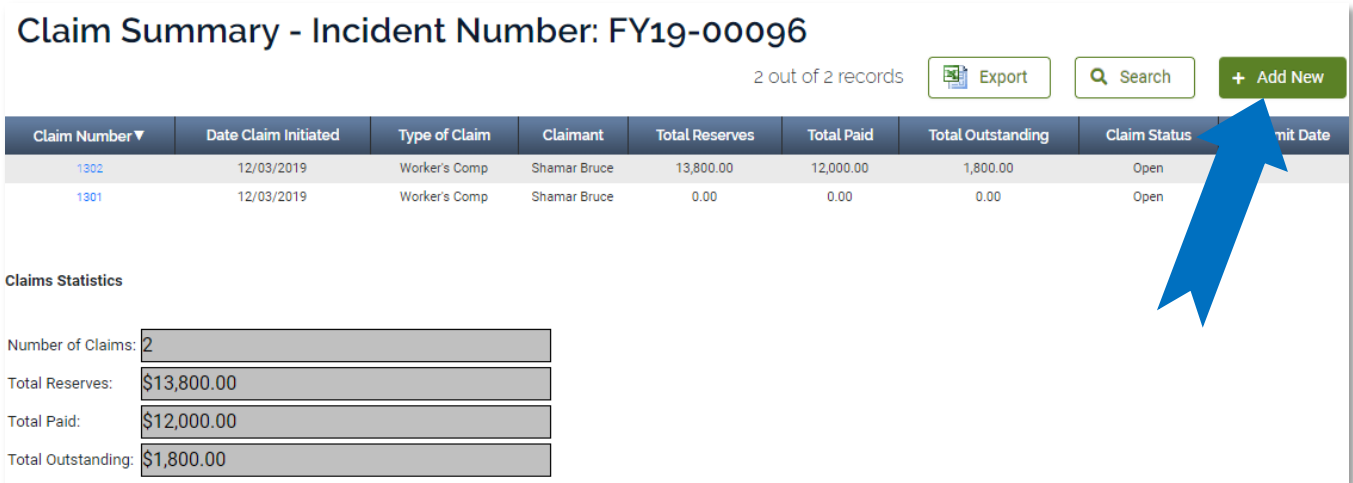 Claim Summary - Incident Number: FY19-00096
2 out of 2 records Export Search + Add New
Claim Number▼ Date Claim Initiated Type of Claim Claimant Total Reserves Total Paid Total Outstanding Claim Status Date
1302 12/03/2019 Worker's Comp Shamar Bruce 13,800.00 12,000.00 1,800.00 Open
1301 12/03/2019 Worker's Comp Shamar Bruce 0.00 0.00 0.00 Open
Claims Statistics
Number of Claims: 2
Total Reserves: $13,800.00
Total Paid: $12,000.00
Total Outstanding: $1,800.00